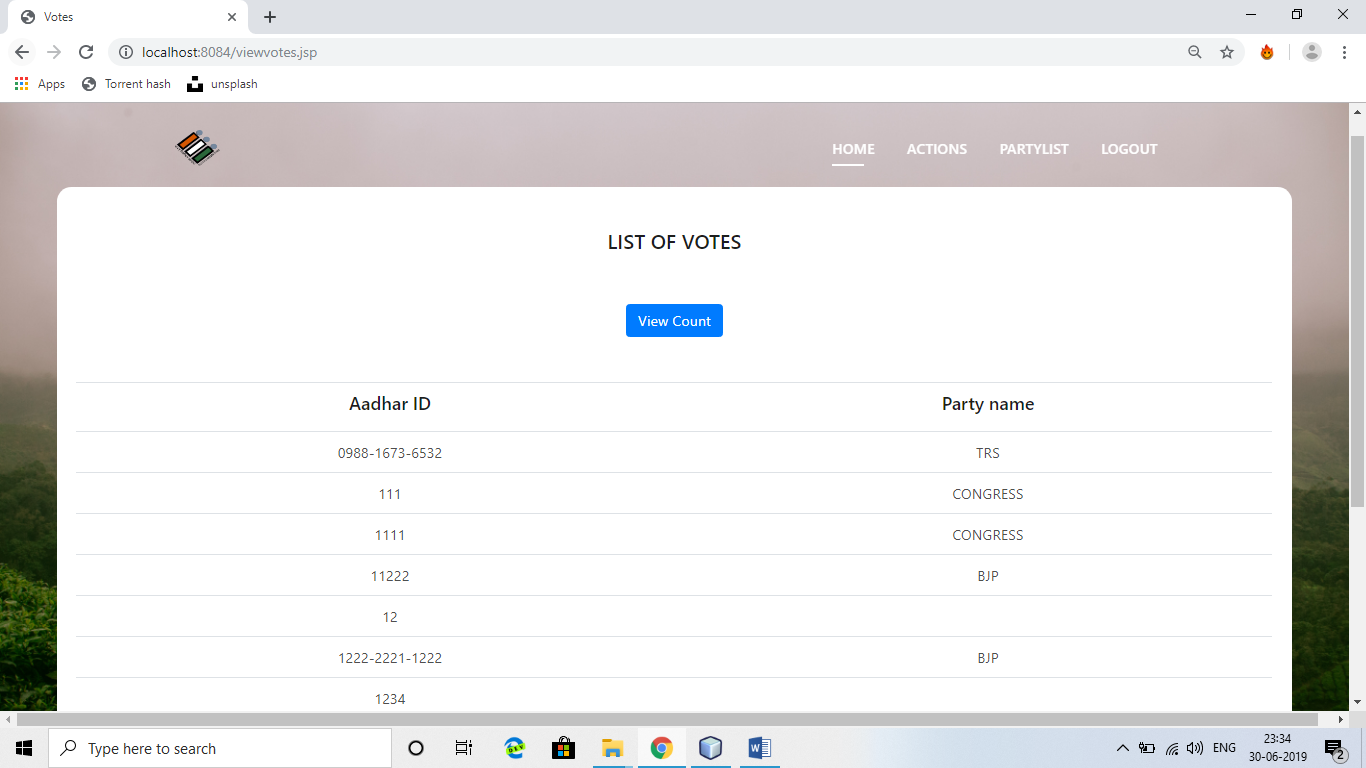 Votes
localhost:8084/viewvotes.jsp
Apps Torrent hash unsplash
HOME ACTIONS PARTYLIST LOGOUT
LIST OF VOTES
View Count
Aadhar ID Party name
0988-1673-6532 TRS
111 CONGRESS
1111 CONGRESS
11222 BJP
12
1222-2221-1222 BJP
1234
Type here to search
DEV
W
ENG
23:34
30-06-2019
2